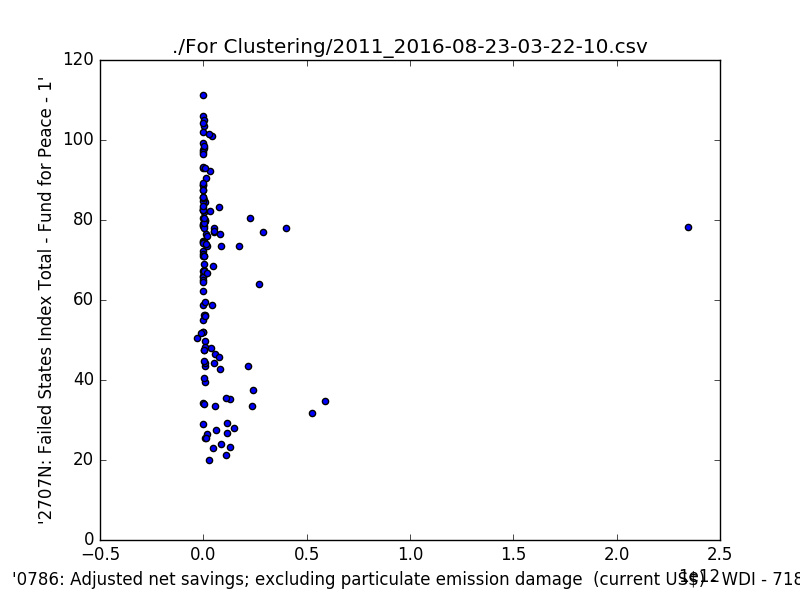 ./For Clustering/2011_2016-08-23-03-22-10.csv
'2707N: Failed States Index Total - Fund for Peace - 1'
120
100
80
60
40
20
0
−0.5 0.0 0.5 1.0 1.5 2.0 2.5
1e12
'0786: Adjusted net savings; excluding particulate emission damage (current US$) - WDI - 718